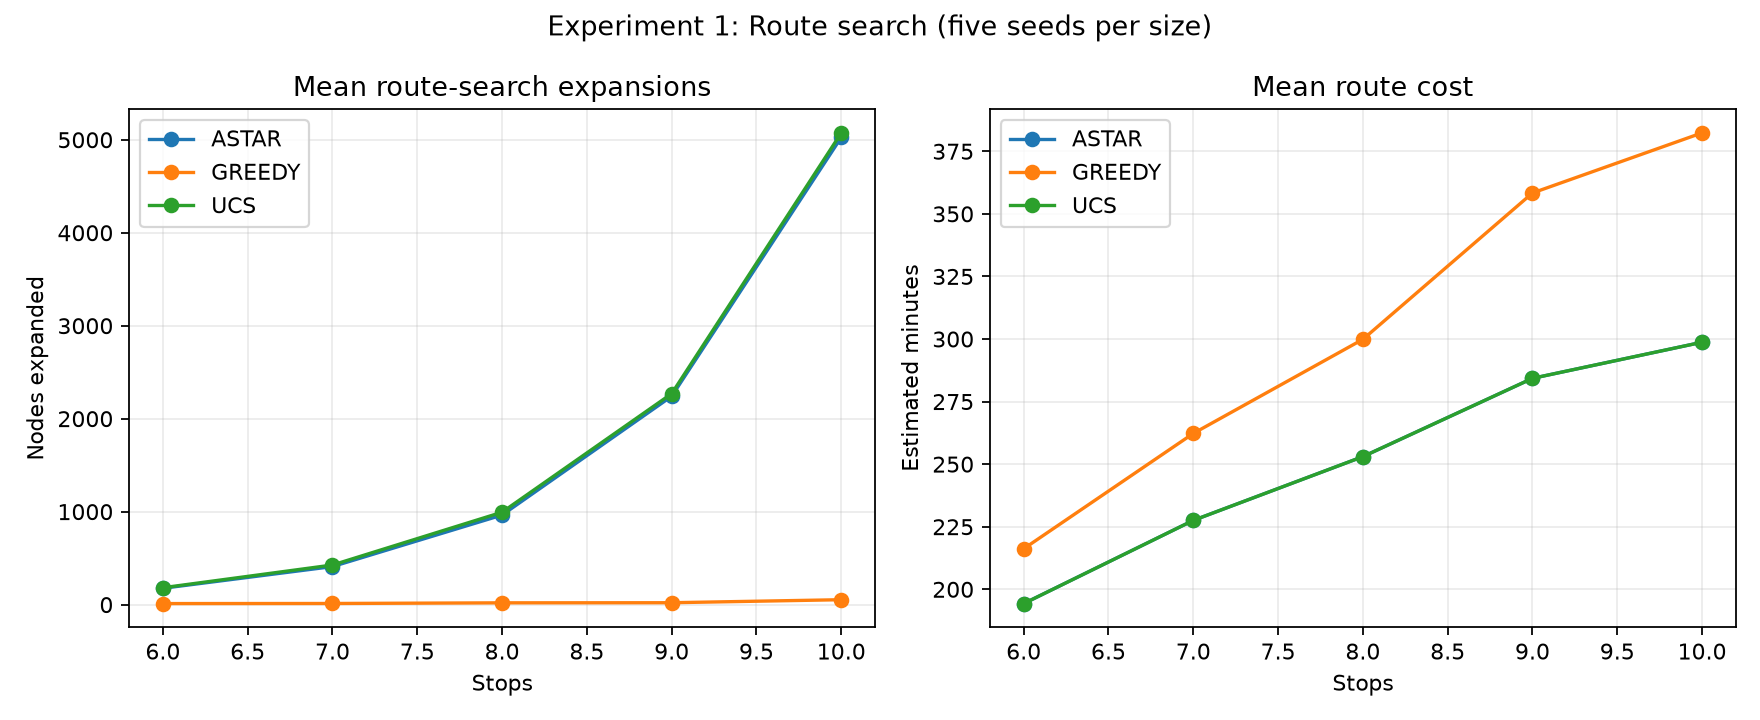 Experiment 1: Route search (five seeds per size)
Mean route-search expansions
ASTAR
GREEDY
UCS
5000
4000
3000
2000
1000
0
Nodes expanded
6.0 6.5 7.0 7.5 8.0 8.5 9.0 9.5 10.0
Stops
Mean route cost
ASTAR
GREEDY
UCS
375
350
325
300
275
250
225
200
Estimated minutes
6.0 6.5 7.0 7.5 8.0 8.5 9.0 9.5 10.0
Stops